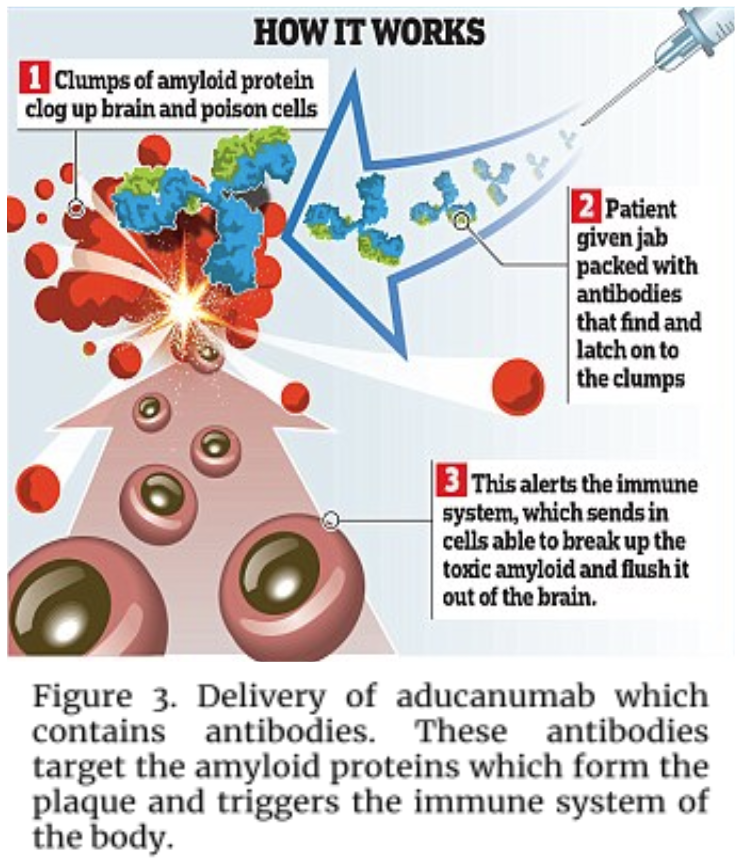 HOW IT WORKS
1 Clumps of amyloid protein
clog up brain and poison cells
2 Patient
given jab
packed with
antibodies
that find and
latch on to
the clumps
3 This alerts the immune
system, which sends in
cells able to break up the
toxic amyloid and flush it
out of the brain.
Figure 3. Delivery of aducanumab which
contains antibodies. These antibodies
target the amyloid proteins which form the
plaque and triggers the immune system of
the body.